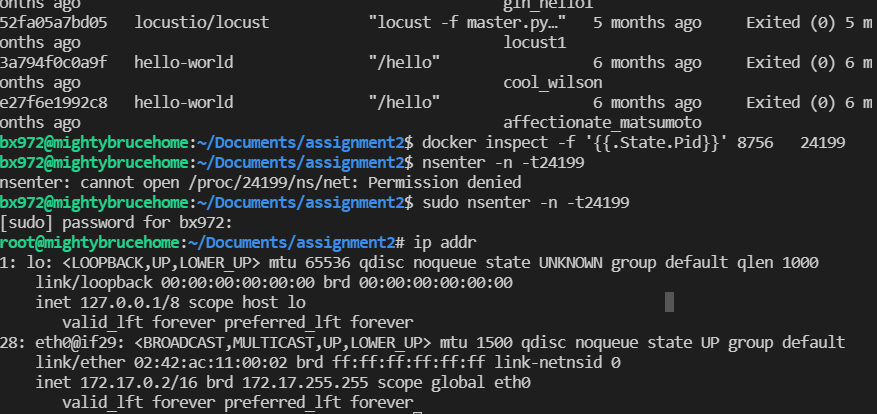 gin_hello1
52fa05a7bd05   locustio/locust           "locust -f master.py…"   5 months ago     Exited (0) 5 m
onths ago                                                       locust1
3a794f0c0a9f   hello-world               "/hello"                 6 months ago     Exited (0) 6 m
onths ago                                                       cool_wilson
e27f6e1992c8   hello-world               "/hello"                 6 months ago     Exited (0) 6 m
onths ago                                                       affectionate_matsumoto
bx972@mightybrucehome:~/Documents/assignment2$ docker inspect -f '{{.State.Pid}}' 8756   24199
bx972@mightybrucehome:~/Documents/assignment2$ nsenter -n -t24199
nsenter: cannot open /proc/24199/ns/net: Permission denied
bx972@mightybrucehome:~/Documents/assignment2$ sudo nsenter -n -t24199
[sudo] password for bx972:
root@mightybrucehome:~/Documents/assignment2# ip addr
1: lo: <LOOPBACK,UP,LOWER_UP> mtu 65536 qdisc noqueue state UNKNOWN group default qlen 1000
    link/loopback 00:00:00:00:00:00 brd 00:00:00:00:00:00
    inet 127.0.0.1/8 scope host lo
       valid_lft forever preferred_lft forever
28: eth0@if29: <BROADCAST,MULTICAST,UP,LOWER_UP> mtu 1500 qdisc noqueue state UP group default
    link/ether 02:42:ac:11:00:02 brd ff:ff:ff:ff:ff:ff link-netnsid 0
    inet 172.17.0.2/16 brd 172.17.255.255 scope global eth0
       valid_lft forever preferred_lft forever